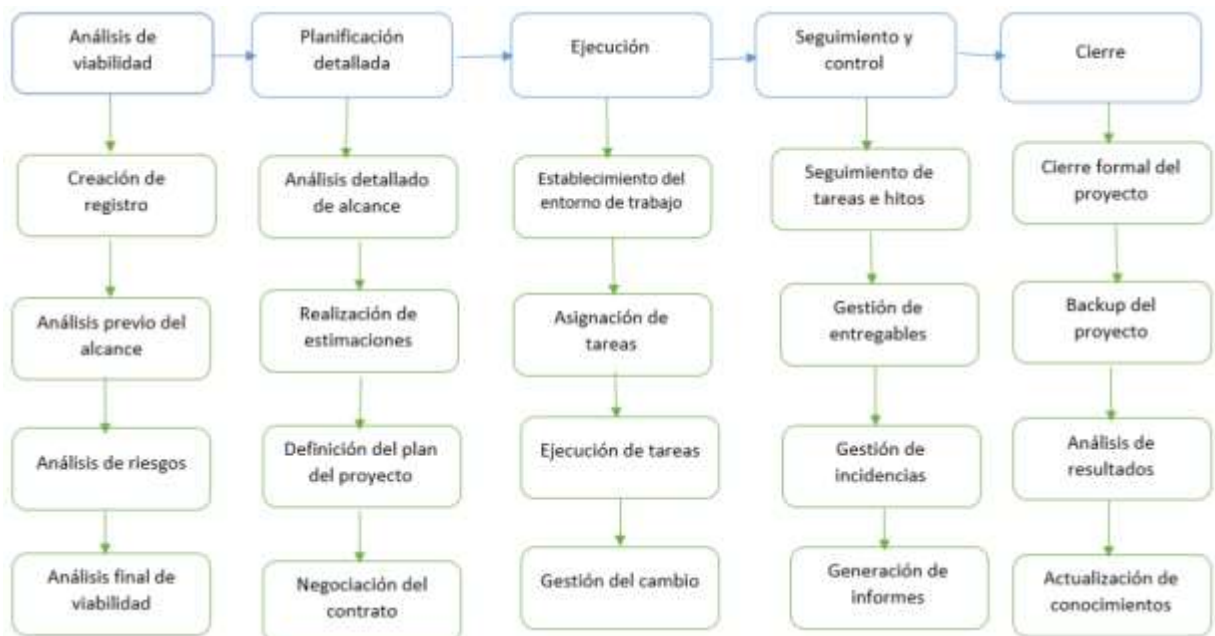 Análisis de
viabilidad
Planificación
detallada
Ejecución
Seguimiento y
control
Cierre
Creación de
registro
Análisis detallado
de alcance
Establecimiento del
entorno de trabajo
Seguimiento de
tareas e hitos
Cierre formal del
proyecto
Análisis previo del
alcance
Realización de
estimaciones
Asignación de
tareas
Gestión de
entregables
Backup del
proyecto
Análisis de riesgos
Definición del plan
del proyecto
Ejecución de tareas
Gestión de
incidencias
Análisis de
resultados
Análisis final de
viabilidad
Negociación del
contrato
Gestión del cambio
Generación de
informes
Actualización de
conocimientos